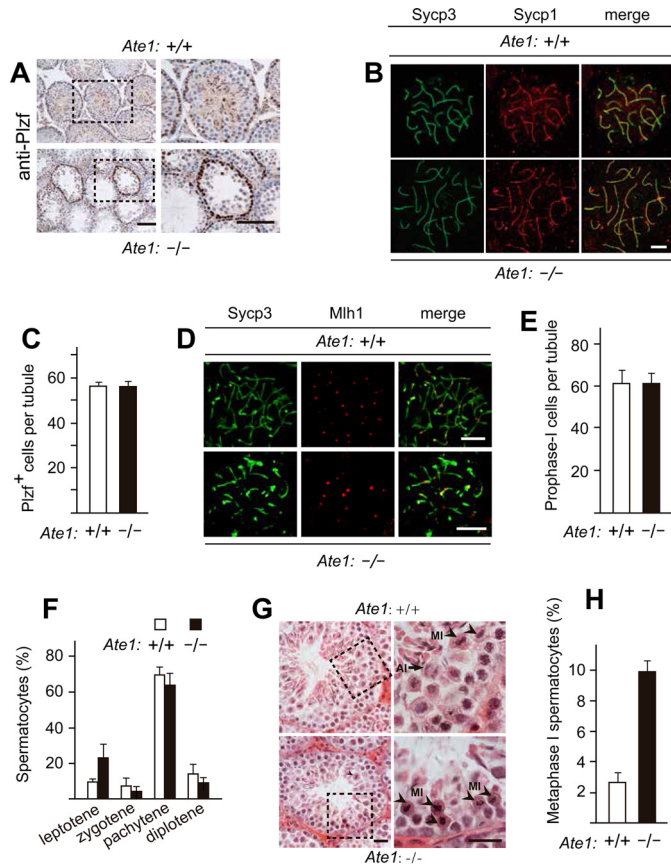 Ate1: +/+
A
anti-Plzf
Ate1: −/−
Sycp3 Sycp1 merge
Ate1: +/+
B
Ate1: −/−
C
Plzf+ cells per tubule
60
40
20
Ate1: +/+ −/−
Sycp3 Mlh1 merge
D
Ate1: +/+
Ate1: −/−
E
Prophase-I cells per tubule
80
60
40
20
Ate1: +/+ −/−
F
Ate1: +/+ −/−
Spermatocytes (%)
80
60
40
20
leptotene
zygotene
pachytene
diplotene
G
Ate1: +/+
MI
AI
MI
MI
Ate1: -/-
H
Metaphase I spermatocytes (%)
10
8
6
4
2
Ate1: +/+ −/−